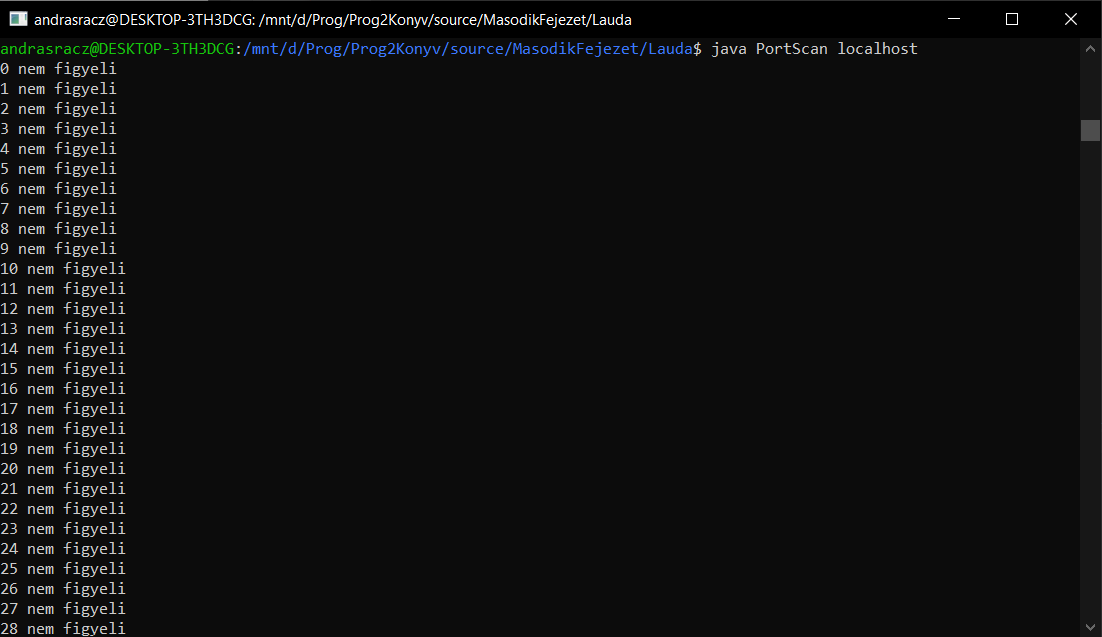 andrasracz@DESKTOP-3TH3DCG: /mnt/d/Prog/Prog2Konyv/source/MasodikFejezet/Lauda
andrasracz@DESKTOP-3TH3DCG:/mnt/d/Prog/Prog2Konyv/source/MasodikFejezet/Lauda$ java PortScan localhost
0 nem figyeli
1 nem figyeli
2 nem figyeli
3 nem figyeli
4 nem figyeli
5 nem figyeli
6 nem figyeli
7 nem figyeli
8 nem figyeli
9 nem figyeli
10 nem figyeli
11 nem figyeli
12 nem figyeli
13 nem figyeli
14 nem figyeli
15 nem figyeli
16 nem figyeli
17 nem figyeli
18 nem figyeli
19 nem figyeli
20 nem figyeli
21 nem figyeli
22 nem figyeli
23 nem figyeli
24 nem figyeli
25 nem figyeli
26 nem figyeli
27 nem figyeli
28 nem figyeli